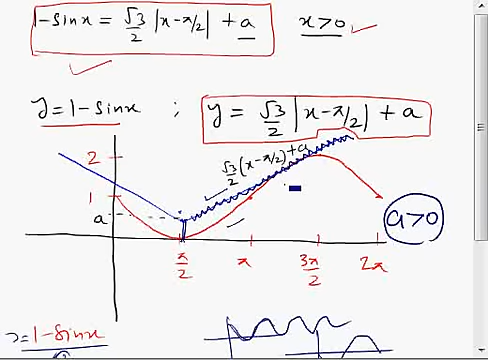 1-sinx = √3/2 |x-π/2| + a x>0
y=1-sinx ; y = √3/2 |x-π/2| + a
√3/2 (x-π/2)+a
2
1
a
a>0
π/2 π 3π/2 2π
=1-sinx